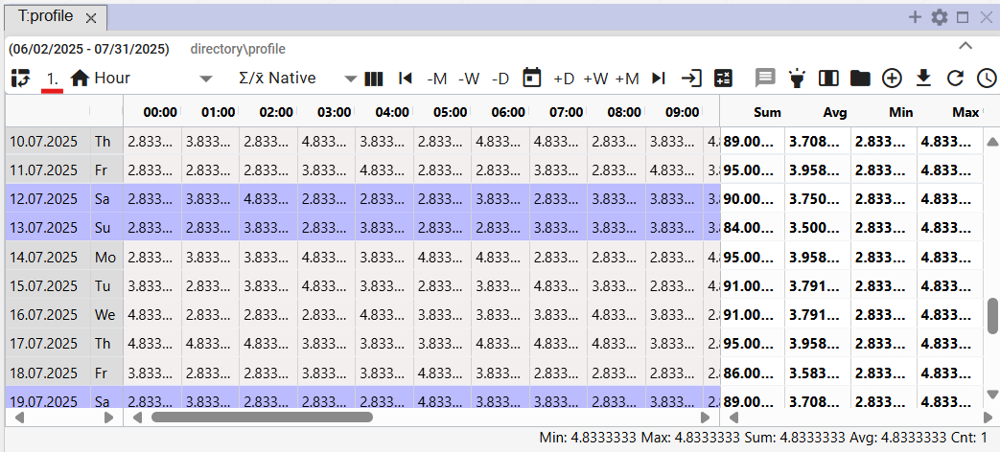 T:profile
(06/02/2025 - 07/31/2025) directory\profile
1. Hour Σ/x̄ Native -M -W -D +D +W +M
00:00 01:00 02:00 03:00 04:00 05:00 06:00 07:00 08:00 09:00 Sum Avg Min Max
10.07.2025 Th 2.833... 3.833... 2.833... 4.833... 3.833... 2.833... 4.833... 4.833... 2.833... 3.833... 4. 89.00... 3.708... 2.833... 4.833...
11.07.2025 Fr 2.833... 2.833... 2.833... 3.833... 4.833... 2.833... 2.833... 3.833... 2.833... 4.833... 3. 95.00... 3.958... 2.833... 4.833...
12.07.2025 Sa 2.833... 3.833... 4.833... 2.833... 2.833... 2.833... 3.833... 2.833... 3.833... 3.833... 3. 90.00... 3.750... 2.833... 4.833...
13.07.2025 Su 2.833... 2.833... 3.833... 2.833... 3.833... 2.833... 2.833... 3.833... 3.833... 3.833... 3. 84.00... 3.500... 2.833... 4.833...
14.07.2025 Mo 2.833... 3.833... 3.833... 4.833... 3.833... 4.833... 4.833... 2.833... 2.833... 2.833... 4. 95.00... 3.958... 2.833... 4.833...
15.07.2025 Tu 3.833... 2.833... 3.833... 4.833... 3.833... 3.833... 2.833... 3.833... 2.833... 2.833... 4. 91.00... 3.791... 2.833... 4.833...
16.07.2025 We 4.833... 3.833... 2.833... 2.833... 4.833... 3.833... 3.833... 4.833... 3.833... 3.833... 2. 91.00... 3.791... 2.833... 4.833...
17.07.2025 Th 4.833... 4.833... 4.833... 3.833... 3.833... 3.833... 4.833... 4.833... 3.833... 3.833... 2. 95.00... 3.958... 2.833... 4.833...
18.07.2025 Fr 3.833... 2.833... 2.833... 3.833... 3.833... 4.833... 3.833... 2.833... 4.833... 3.833... 2. 86.00... 3.583... 2.833... 4.833...
19.07.2025 Sa 2.833... 3.833... 2.833... 3.833... 2.833... 4.833... 3.833... 3.833... 3.833... 2.833... 2. 89.00... 3.708... 2.833... 4.833...
Min: 4.8333333 Max: 4.8333333 Sum: 4.8333333 Avg: 4.8333333 Cnt: 1